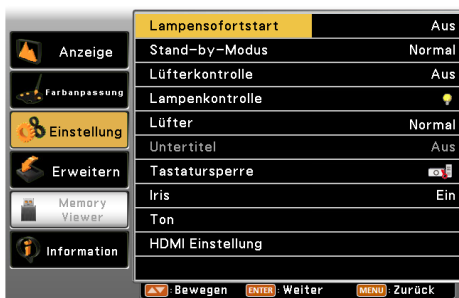 Anzeige
Farbanpassung
Einstellung
Erweitern
Memory
Viewer
Information
Lampensofortstart Aus
Stand-by-Modus Normal
Lüfterkontrolle Aus
Lampenkontrolle
Lüfter Normal
Untertitel Aus
Tastatursperre
Iris Ein
Ton
HDMI Einstellung
:Bewegen ENTER :Weiter MENU :Zurück